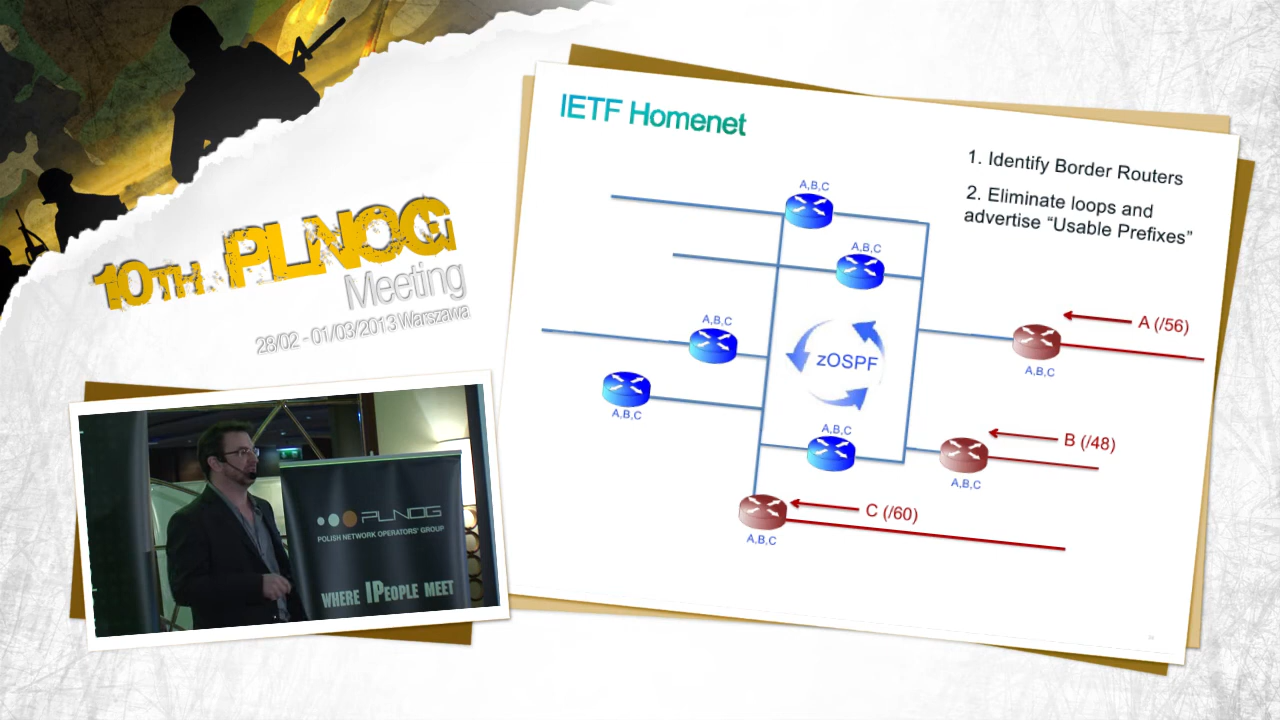 10TH PLNOG
Meeting
28/02 - 01/03/2013 Warszawa
PLNOG
POLISH NETWORK OPERATORS' GROUP
WHERE IPEOPLE MEET
IETF Homenet
1. Identify Border Routers
2. Eliminate loops and
advertise “Usable Prefixes”
A,B,C
A,B,C
A,B,C
A (/56)
A,B,C
zOSPF
A,B,C
A,B,C
B (/48)
A,B,C
C (/60)
A,B,C